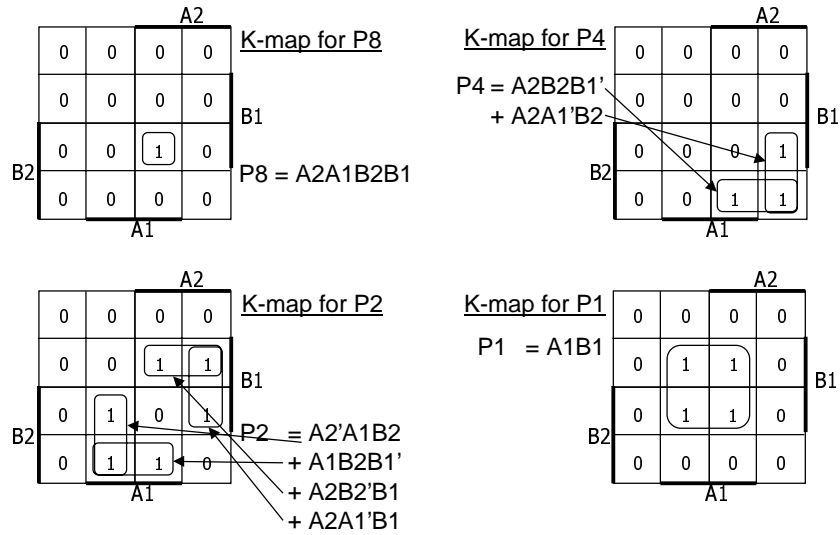 A2
K-map for P8
0 0 0 0
0 0 0 0
B1
0 0 1 0
B2
P8 = A2A1B2B1
0 0 0 0
A1
A2
K-map for P4
0 0 0 0
P4 = A2B2B1'
0 0 0 0
+ A2A1'B2
B1
0 0 0 1
B2
0 0 1 1
A1
A2
K-map for P2
0 0 0 0
0 0 1 1
B1
0 1 0 1
B2
P2 = A2'A1B2
0 1 1 0
+ A1B2B1'
A1
+ A2B2'B1
+ A2A1'B1
A2
K-map for P1
0 0 0 0
P1 = A1B1
0 1 1 0
B1
0 1 1 0
B2
0 0 0 0
A1